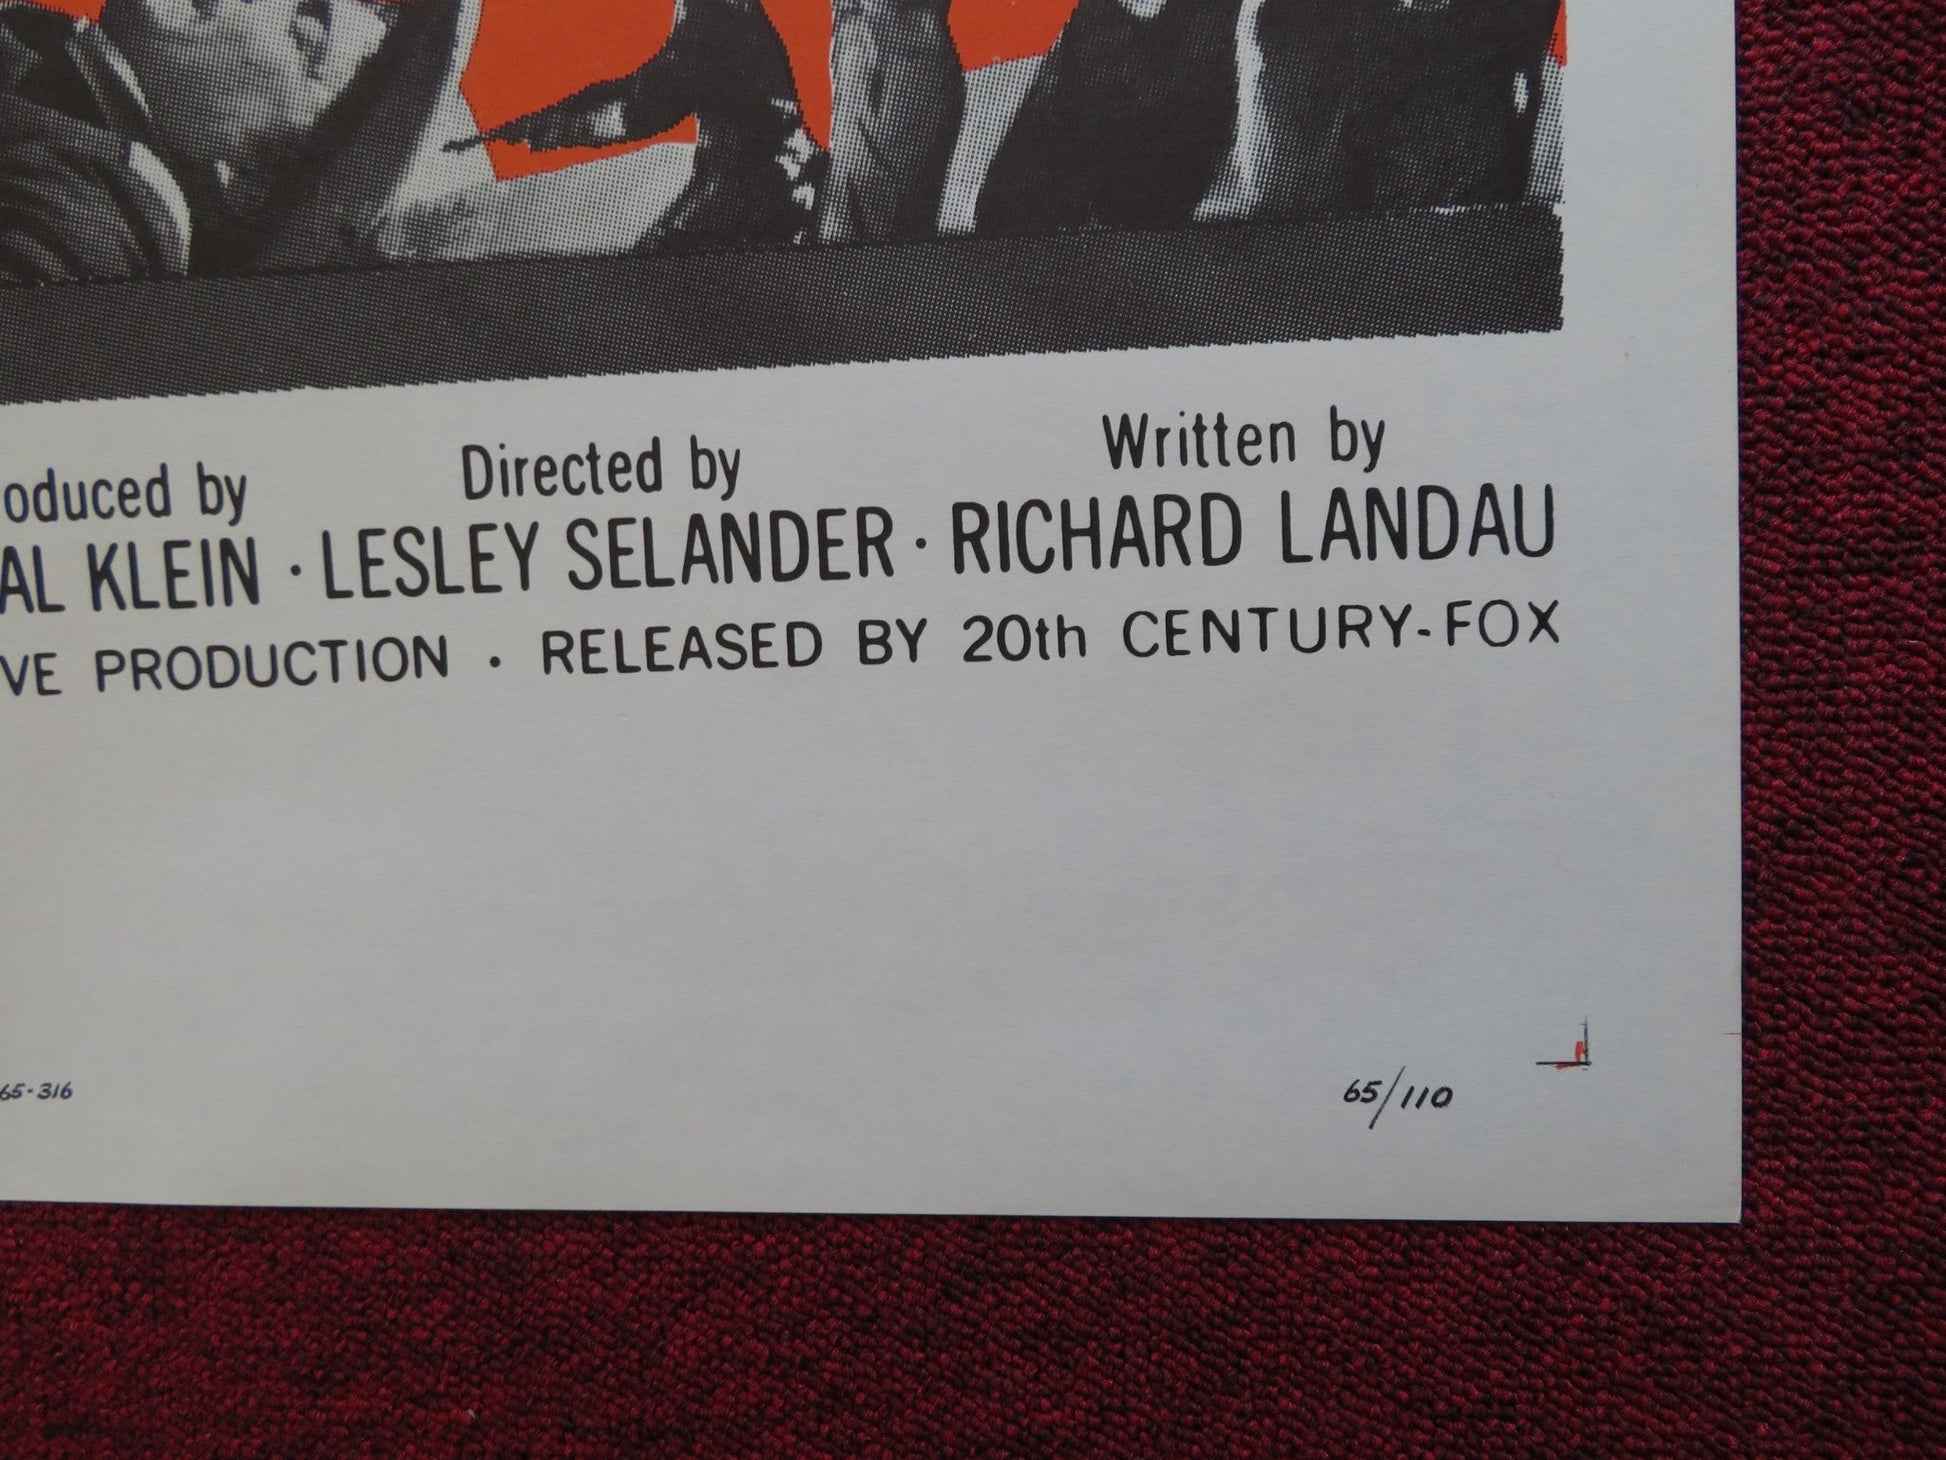 oduced by Directed by Written by
AL KLEIN · LESLEY SELANDER · RICHARD LANDAU
VE PRODUCTION · RELEASED BY 20th CENTURY-FOX
65-316 65/110